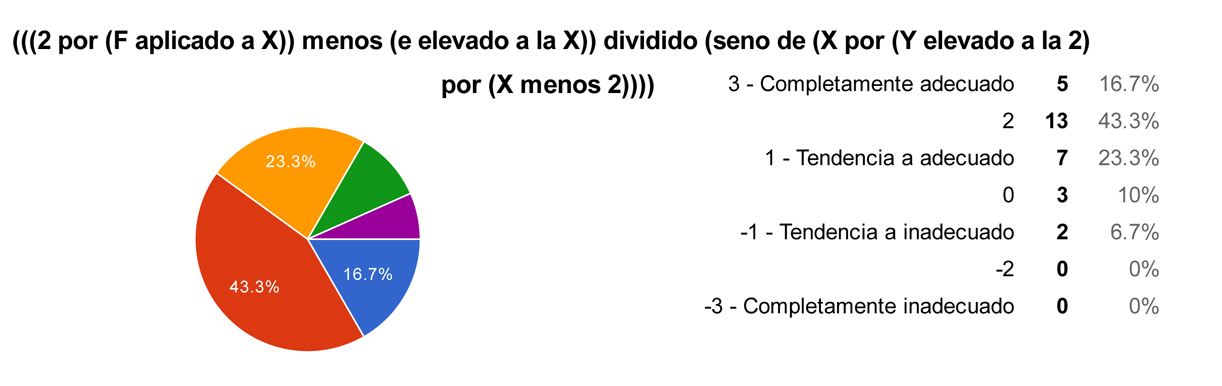 (((2 por (F aplicado a X)) menos (e elevado a la X)) dividido (seno de (X por (Y elevado a la 2)
por (X menos 2))))
3 - Completamente adecuado 5 16.7%
2 13 43.3%
1 - Tendencia a adecuado 7 23.3%
0 3 10%
-1 - Tendencia a inadecuado 2 6.7%
-2 0 0%
-3 - Completamente inadecuado 0 0%
23.3%
16.7%
43.3%